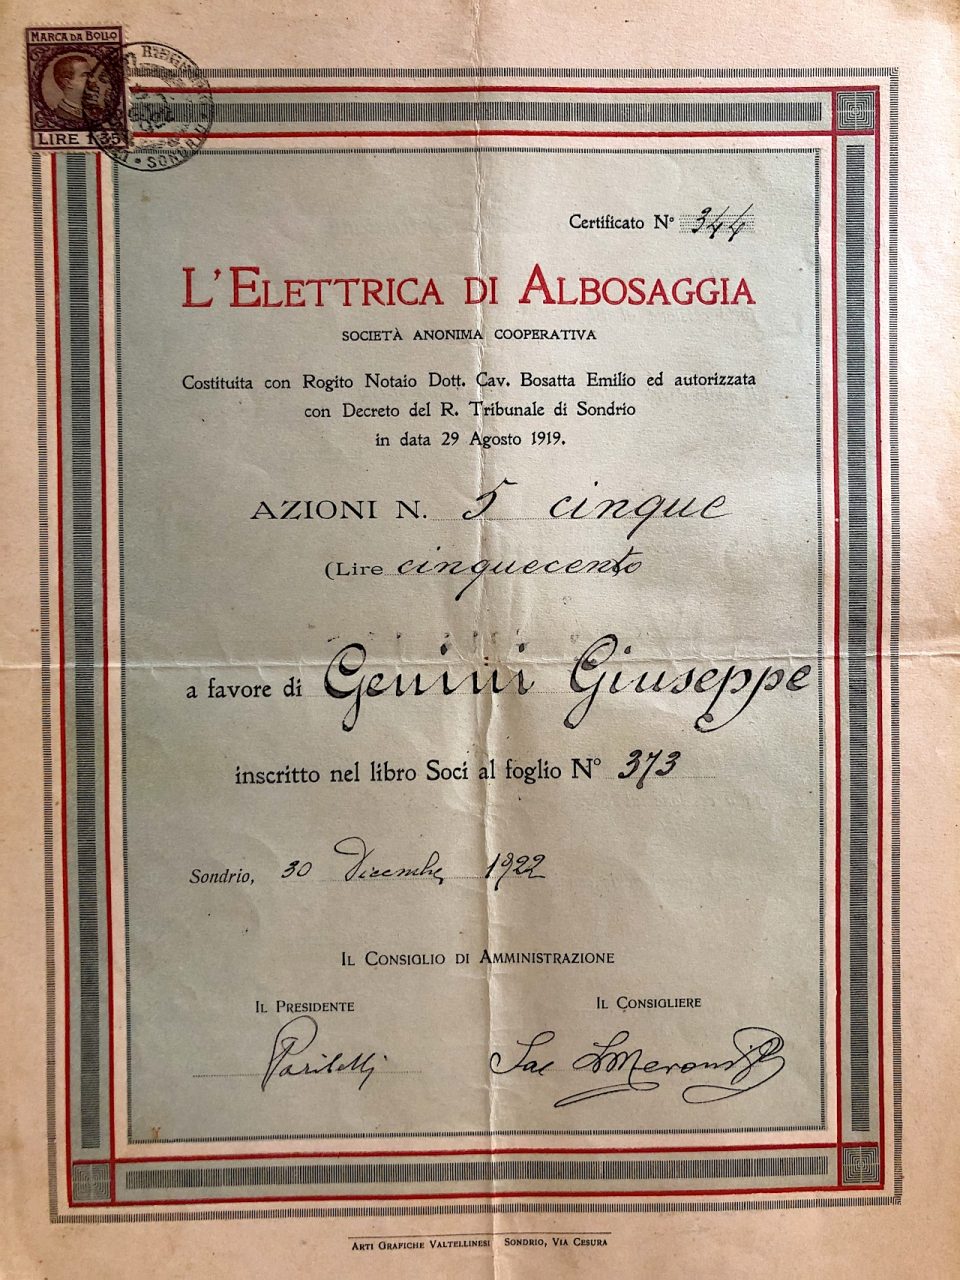 MARCA DA BOLLO
LIRE 1.35
SONDRIO
Certificato N° 344
L'ELETTRICA DI ALBOSAGGIA
SOCIETÀ ANONIMA COOPERATIVA
Costituita con Rogito Notaio Dott. Cav. Bosatta Emilio ed autorizzata
con Decreto del R. Tribunale di Sondrio
in data 29 Agosto 1919.
AZIONI N. 5 cinque
(Lire cinquecento
a favore di Genini Giuseppe
inscritto nel libro Soci al foglio N° 373
Sondrio, 30 Dicembre 1922
IL CONSIGLIO DI AMMINISTRAZIONE
IL PRESIDENTE
IL CONSIGLIERE
ARTI GRAFICHE VALTELLINESI SONDRIO, VIA CESURA